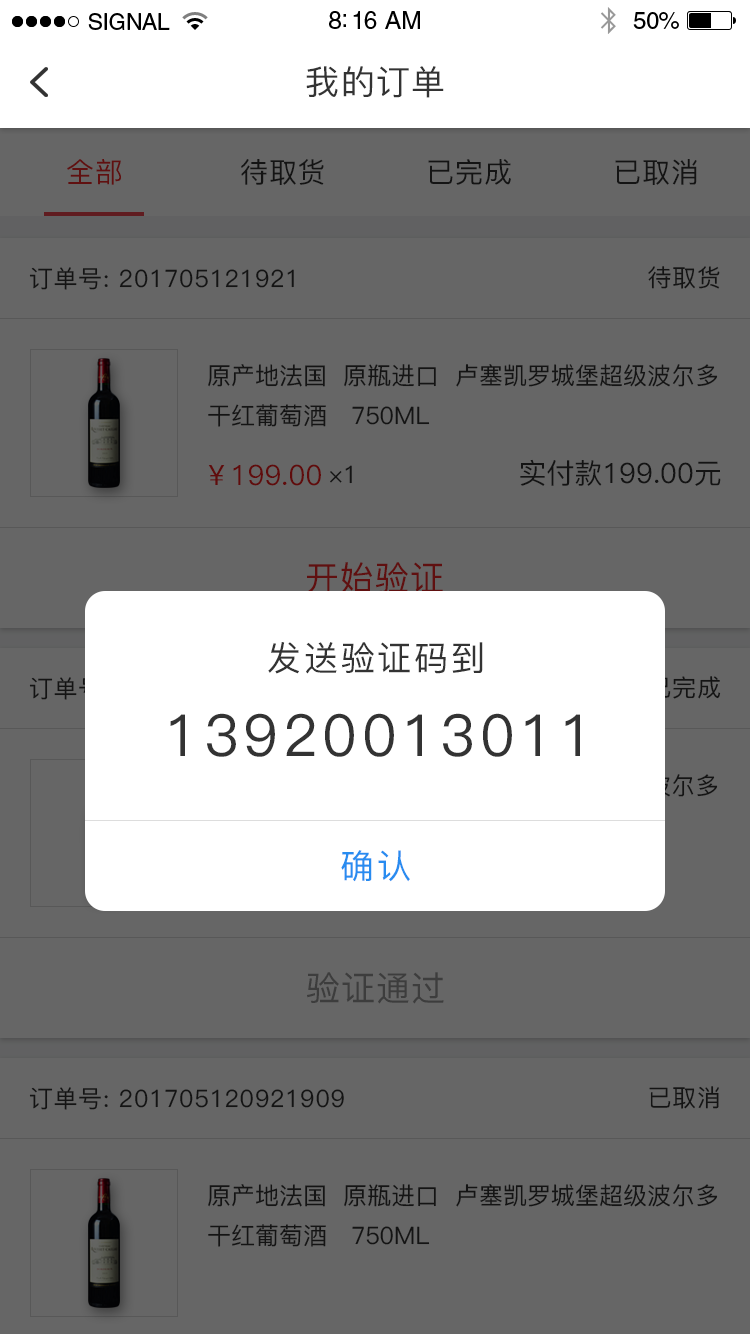 SIGNAL 8:16 AM 50%
我的订单
全部 待取货 已完成 已取消
订单号: 201705121921 待取货
原产地法国 原瓶进口 卢塞凯罗城堡超级波尔多
干红葡萄酒 750ML
¥199.00 ×1 实付款199.00元
开始验证
发送验证码到
订单 完成
13920013011
波尔多
确认
验证通过
订单号: 201705120921909 已取消
原产地法国 原瓶进口 卢塞凯罗城堡超级波尔多
干红葡萄酒 750ML